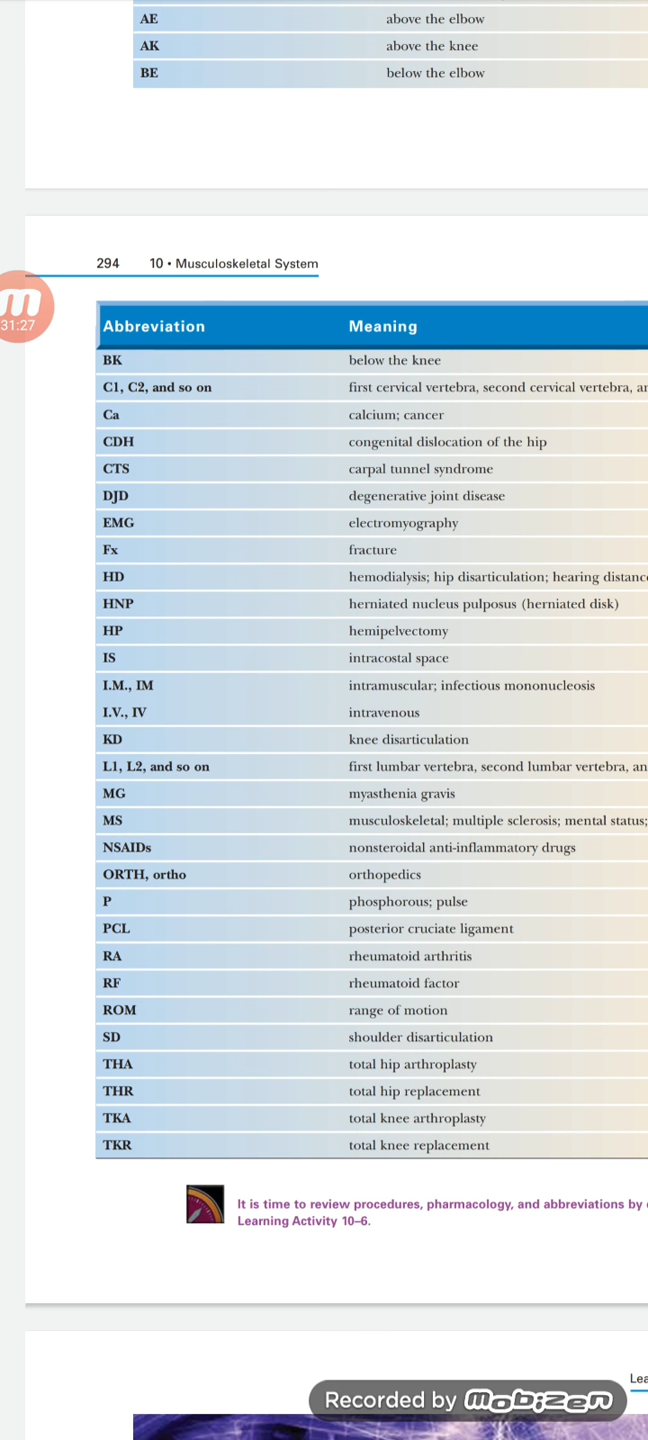 AE above the elbow
AK above the knee
BE below the elbow
294 10 • Musculoskeletal System
31:27
Abbreviation Meaning
BK below the knee
C1, C2, and so on first cervical vertebra, second cervical vertebra,
Ca calcium; cancer
CDH congenital dislocation of the hip
CTS carpal tunnel syndrome
DJD degenerative joint disease
EMG electromyography
Fx fracture
HD hemodialysis; hip disarticulation; hearing distance
HNP herniated nucleus pulposus (herniated disk)
HP hemipelvectomy
IS intracostal space
I.M., IM intramuscular; infectious mononucleosis
I.V., IV intravenous
KD knee disarticulation
L1, L2, and so on first lumbar vertebra, second lumbar vertebra,
MG myasthenia gravis
MS musculoskeletal; multiple sclerosis; mental status;
NSAIDs nonsteroidal anti-inflammatory drugs
ORTH, ortho orthopedics
P phosphorous; pulse
PCL posterior cruciate ligament
RA rheumatoid arthritis
RF rheumatoid factor
ROM range of motion
SD shoulder disarticulation
THA total hip arthroplasty
THR total hip replacement
TKA total knee arthroplasty
TKR total knee replacement
It is time to review procedures, pharmacology, and abbreviations by
Learning Activity 10–6.
Lea
Recorded by mobizen